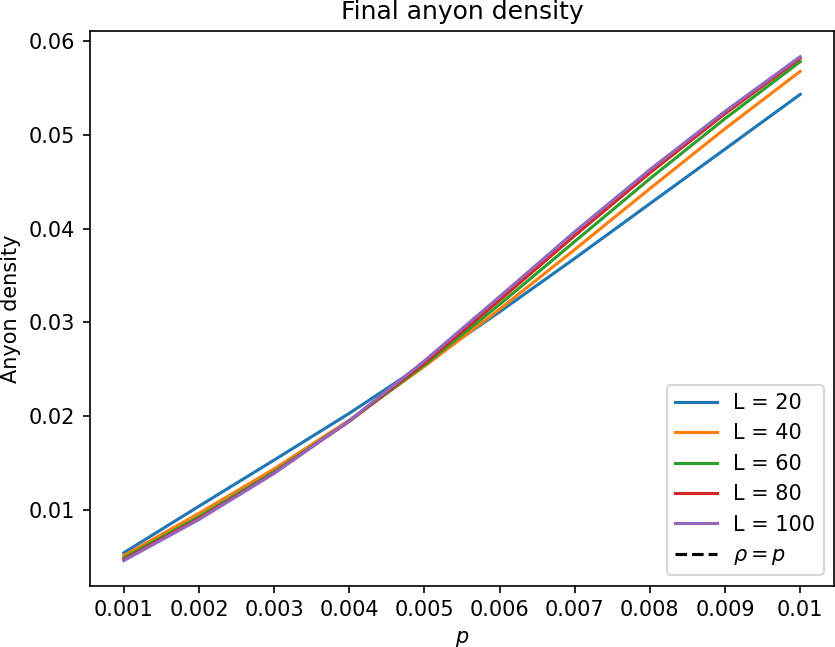 Final anyon density
Anyon density
0.06
0.05
0.04
0.03
0.02
0.01
L = 20
L = 40
L = 60
L = 80
L = 100
ρ = p
0.001 0.002 0.003 0.004 0.005 0.006 0.007 0.008 0.009 0.01
p